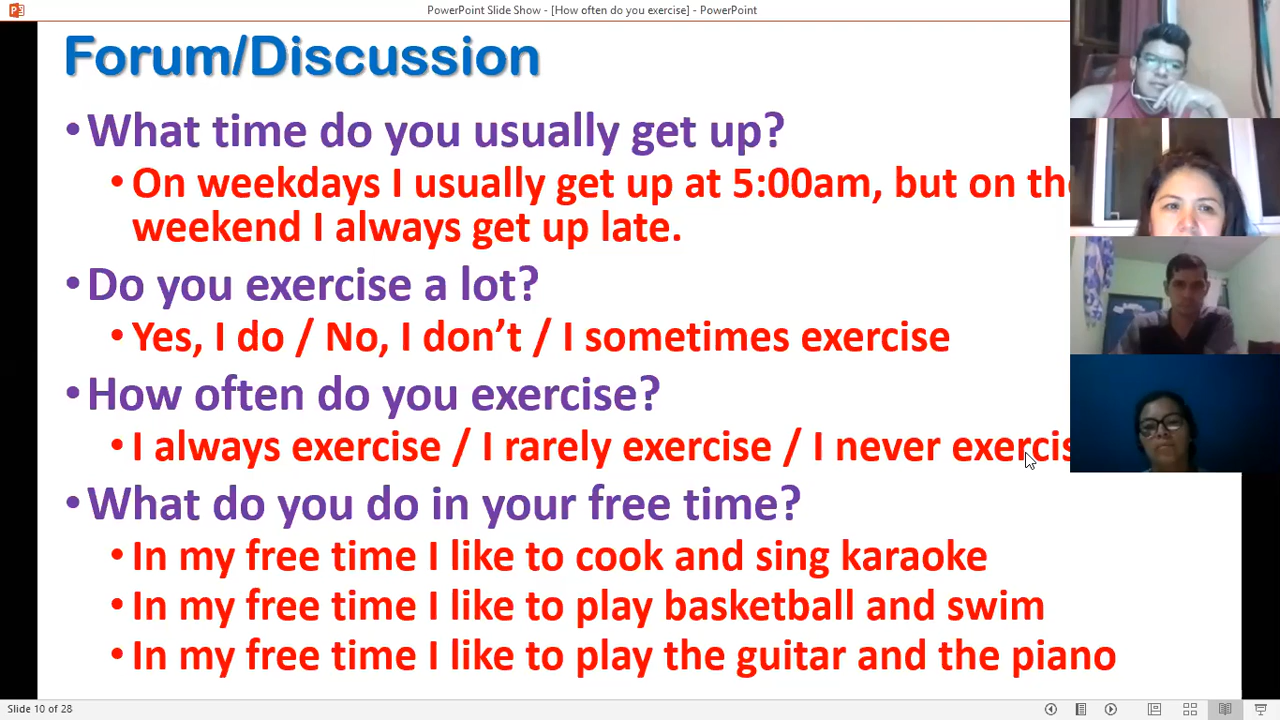 PowerPoint Slide Show - [How often do you exercise] - PowerPoint
Forum/Discussion
•What time do you usually get up?
•On weekdays I usually get up at 5:00am, but on the
weekend I always get up late.
•Do you exercise a lot?
•Yes, I do / No, I don't / I sometimes exercise
•How often do you exercise?
•I always exercise / I rarely exercise / I never
•What do you do in your free time?
•In my free time I like to cook and sing karaoke
•In my free time I like to play basketball and swim
•In my free time I like to play the guitar and the piano
Slide 10 of 28